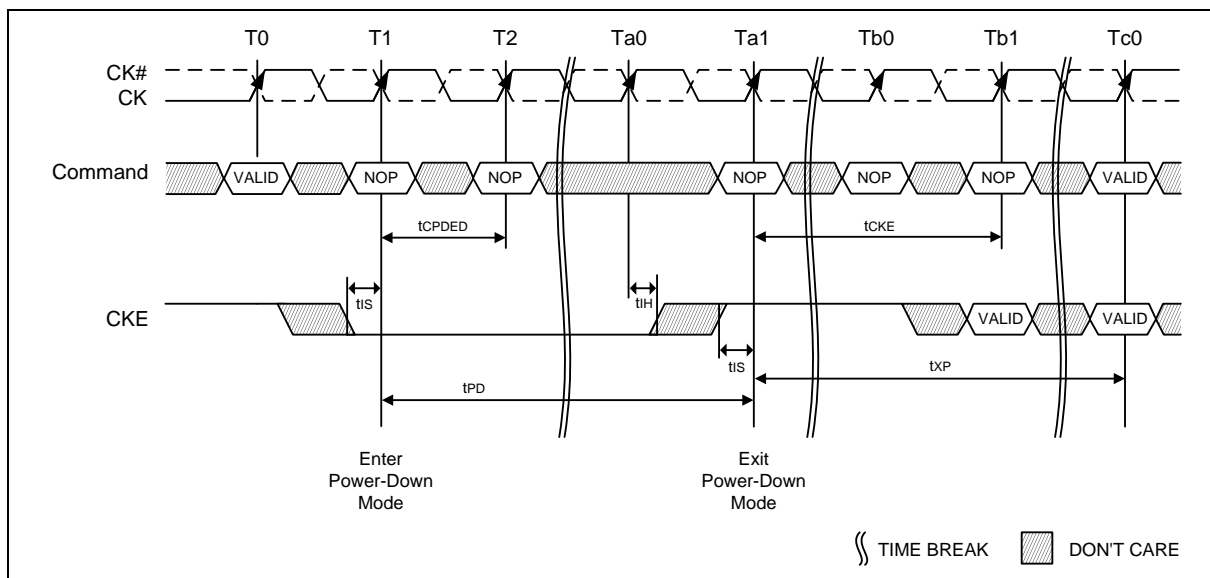 T0 T1 T2 Ta0 Ta1 Tb0 Tb1 Tc0
CK#
CK
Command VALID NOP NOP NOP NOP NOP VALID
tCPDED tCKE
tIS tIH
CKE VALID VALID
tIS
tPD tXP
Enter
Power-Down
Mode
Exit
Power-Down
Mode
TIME BREAK DON'T CARE